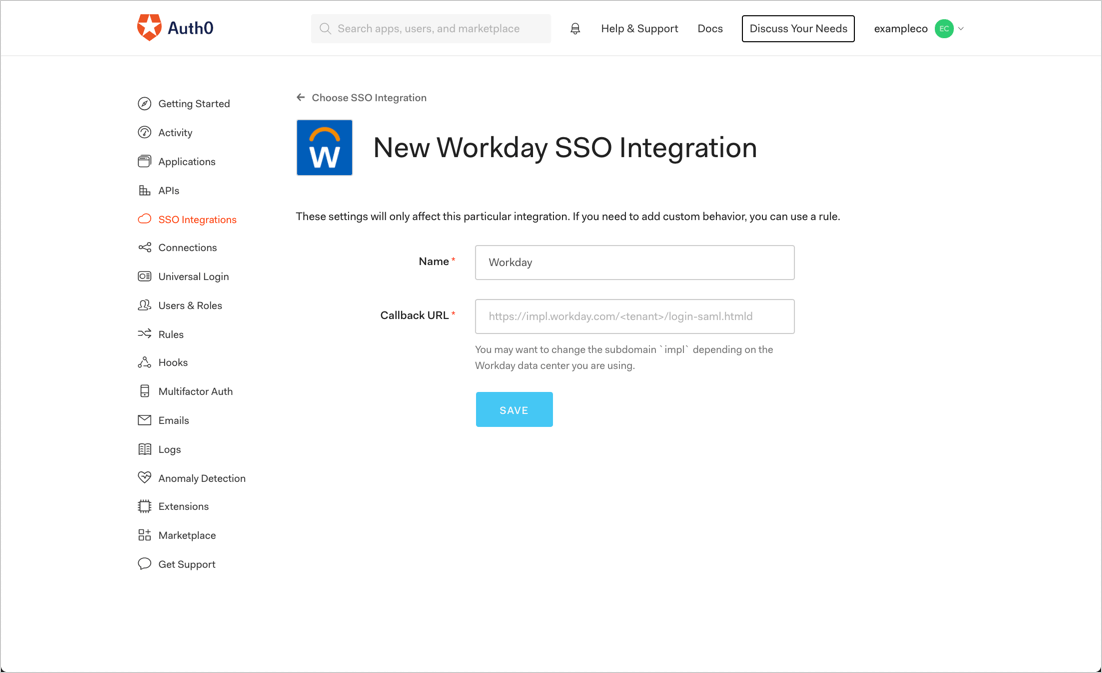 Auth0
Search apps, users, and marketplace
Help & Support
Docs
Discuss Your Needs
exampleco
EC
Getting Started
Activity
Applications
APIs
SSO Integrations
Connections
Universal Login
Users & Roles
Rules
Hooks
Multifactor Auth
Emails
Logs
Anomaly Detection
Extensions
Marketplace
Get Support
← Choose SSO Integration
W
New Workday SSO Integration
These settings will only affect this particular integration. If you need to add custom behavior, you can use a rule.
Name *
Workday
Callback URL *
https://impl.workday.com/<tenant>/login-saml.htmld
You may want to change the subdomain `impl` depending on the
Workday data center you are using.
SAVE